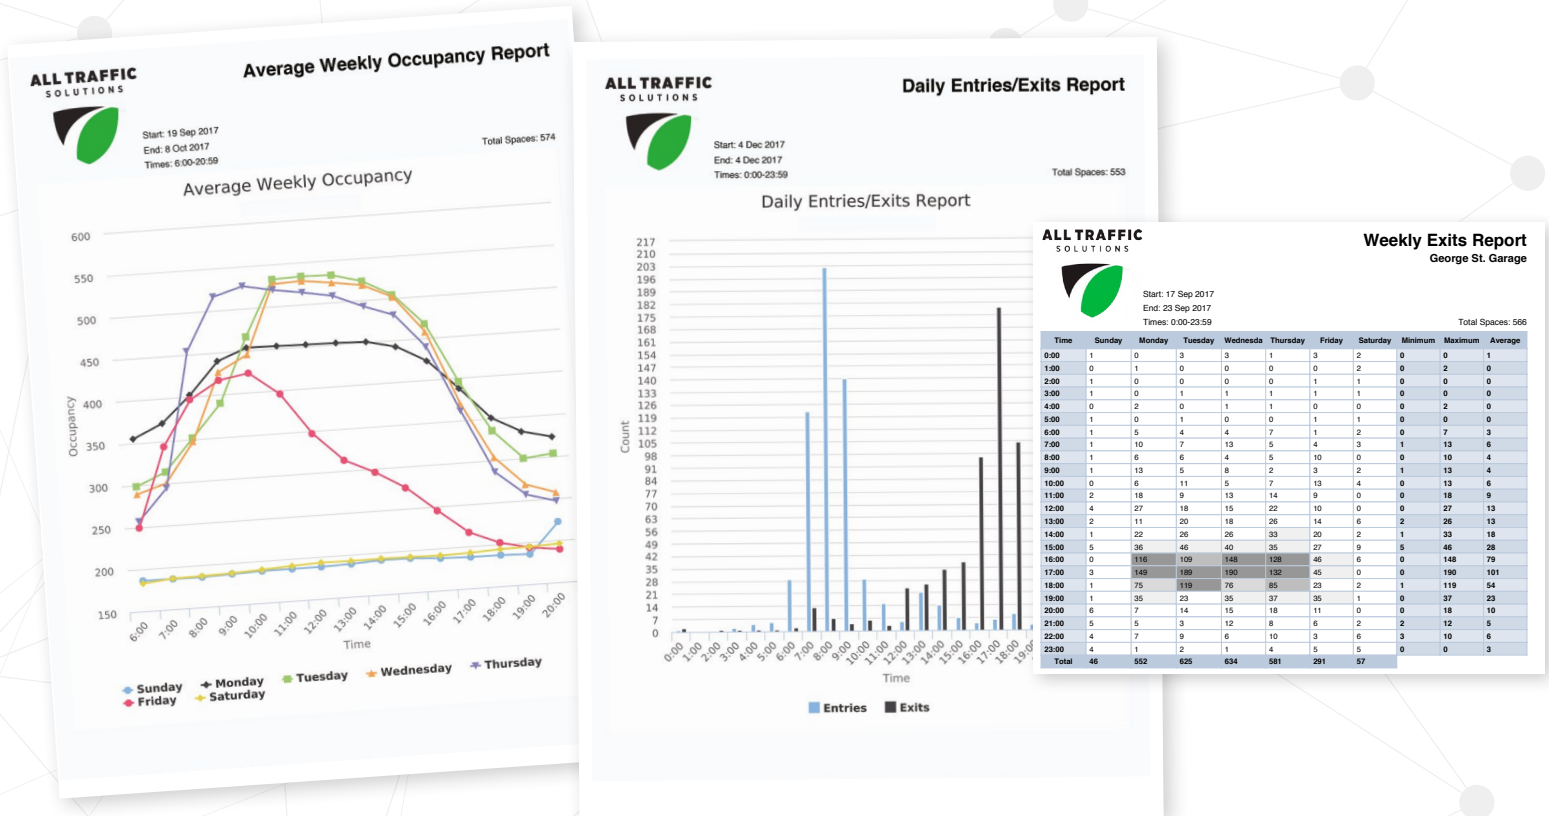 ALL TRAFFIC
SOLUTIONS
Average Weekly Occupancy Report
Start: 19 Sep 2017
End: 8 Oct 2017
Times: 6:00-20:59
Total Spaces: 574
Average Weekly Occupancy
600
550
500
450
400
350
300
250
200
150
Occupancy
6:00 7:00 8:00 9:00 10:00 11:00 12:00 13:00 14:00 15:00 16:00 17:00 18:00 19:00 20:00
Time
Sunday Monday Tuesday Wednesday Thursday
Friday Saturday
ALL TRAFFIC
SOLUTIONS
Daily Entries/Exits Report
Start: 4 Dec 2017
End: 4 Dec 2017
Times: 0:00-23:59
Total Spaces: 553
Daily Entries/Exits Report
217
210
203
196
189
182
175
168
161
154
147
140
133
126
119
112
105
98
91
84
77
70
63
56
49
42
35
28
21
14
7
0
Count
0:00 1:00 2:00 3:00 4:00 5:00 6:00 7:00 8:00 9:00 10:00 11:00 12:00 13:00 14:00 15:00 16:00 17:00 18:00
Time
Entries Exits
ALL TRAFFIC
SOLUTIONS
Weekly Exits Report
George St. Garage
Start: 17 Sep 2017
End: 23 Sep 2017
Times: 0:00-23:59
Total Spaces: 566
Time Sunday Monday Tuesday Wednesda Thursday Friday Saturday Minimum Maximum Average
0:00 1 0 3 3 1 3 2 0 0 1
1:00 0 1 0 0 0 0 2 0 2 0
2:00 1 0 0 0 0 1 1 0 0 0
3:00 1 0 1 1 1 1 1 0 0 0
4:00 0 2 0 1 1 0 0 0 2 0
5:00 1 0 1 0 0 1 1 0 0 0
6:00 1 5 4 4 7 1 2 0 7 3
7:00 1 10 7 13 5 4 3 1 13 6
8:00 1 6 6 4 5 10 0 0 10 4
9:00 1 13 5 8 2 3 2 1 13 4
10:00 0 6 11 5 7 13 4 0 13 6
11:00 2 18 9 13 14 9 0 0 18 9
12:00 4 27 18 15 22 10 0 0 27 13
13:00 2 11 20 18 26 14 6 2 26 13
14:00 1 22 26 26 33 20 2 1 33 18
15:00 5 36 46 40 35 27 9 5 46 28
16:00 0 116 109 148 128 46 6 0 148 79
17:00 3 149 189 190 132 45 0 0 190 101
18:00 1 75 119 76 85 23 2 1 119 54
19:00 1 35 23 35 37 35 1 0 37 23
20:00 6 7 14 15 18 11 0 0 18 10
21:00 5 5 3 12 8 6 2 2 12 5
22:00 4 7 9 6 10 3 6 3 10 6
23:00 4 1 2 1 4 5 5 0 0 3
Total 46 552 625 634 581 291 57